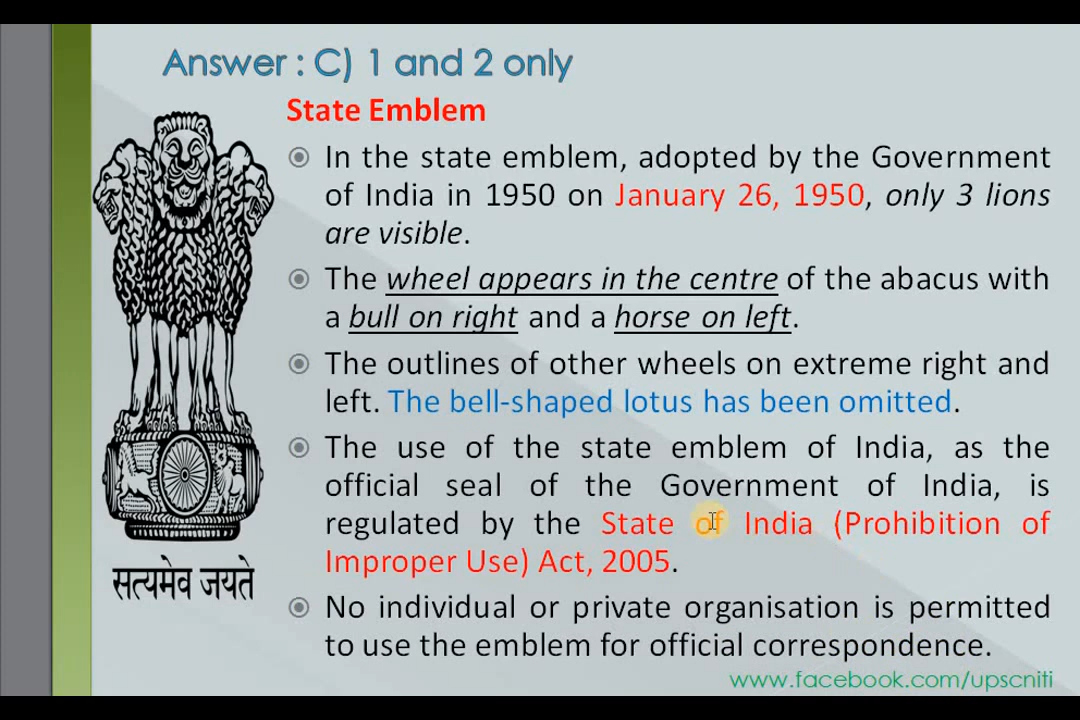 Answer : C) 1 and 2 only
State Emblem
In the state emblem, adopted by the Government
of India in 1950 on January 26, 1950, only 3 lions
are visible.
The wheel appears in the centre of the abacus with
a bull on right and a horse on left.
The outlines of other wheels on extreme right and
left. The bell-shaped lotus has been omitted.
The use of the state emblem of India, as the
official seal of the Government of India, is
regulated by the State of India (Prohibition of
Improper Use) Act, 2005.
No individual or private organisation is permitted
to use the emblem for official correspondence.
सत्यमेव जयते
www.facebook.com/upscniti